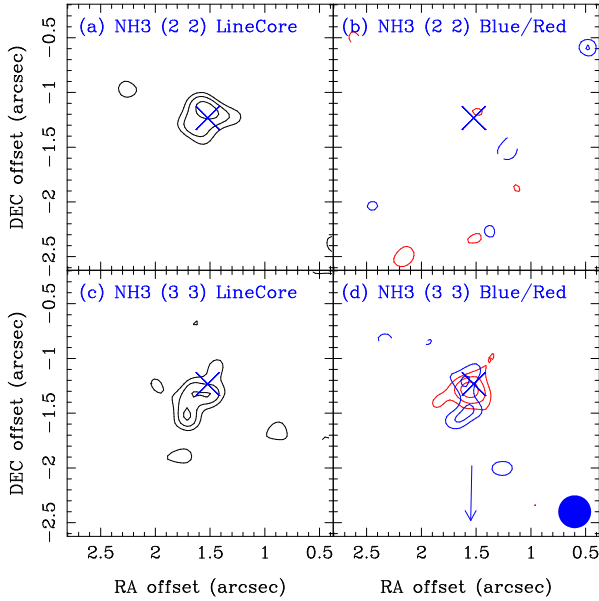 (a) NH3 (2 2) LineCore
(b) NH3 (2 2) Blue/Red
DEC offset (arcsec)
−0.5
−1
−1.5
−2
−2.5
(c) NH3 (3 3) LineCore
(d) NH3 (3 3) Blue/Red
DEC offset (arcsec)
−0.5
−1
−1.5
−2
−2.5
2.5 2 1.5 1 0.5 2.5 2 1.5 1 0.5
RA offset (arcsec) RA offset (arcsec)